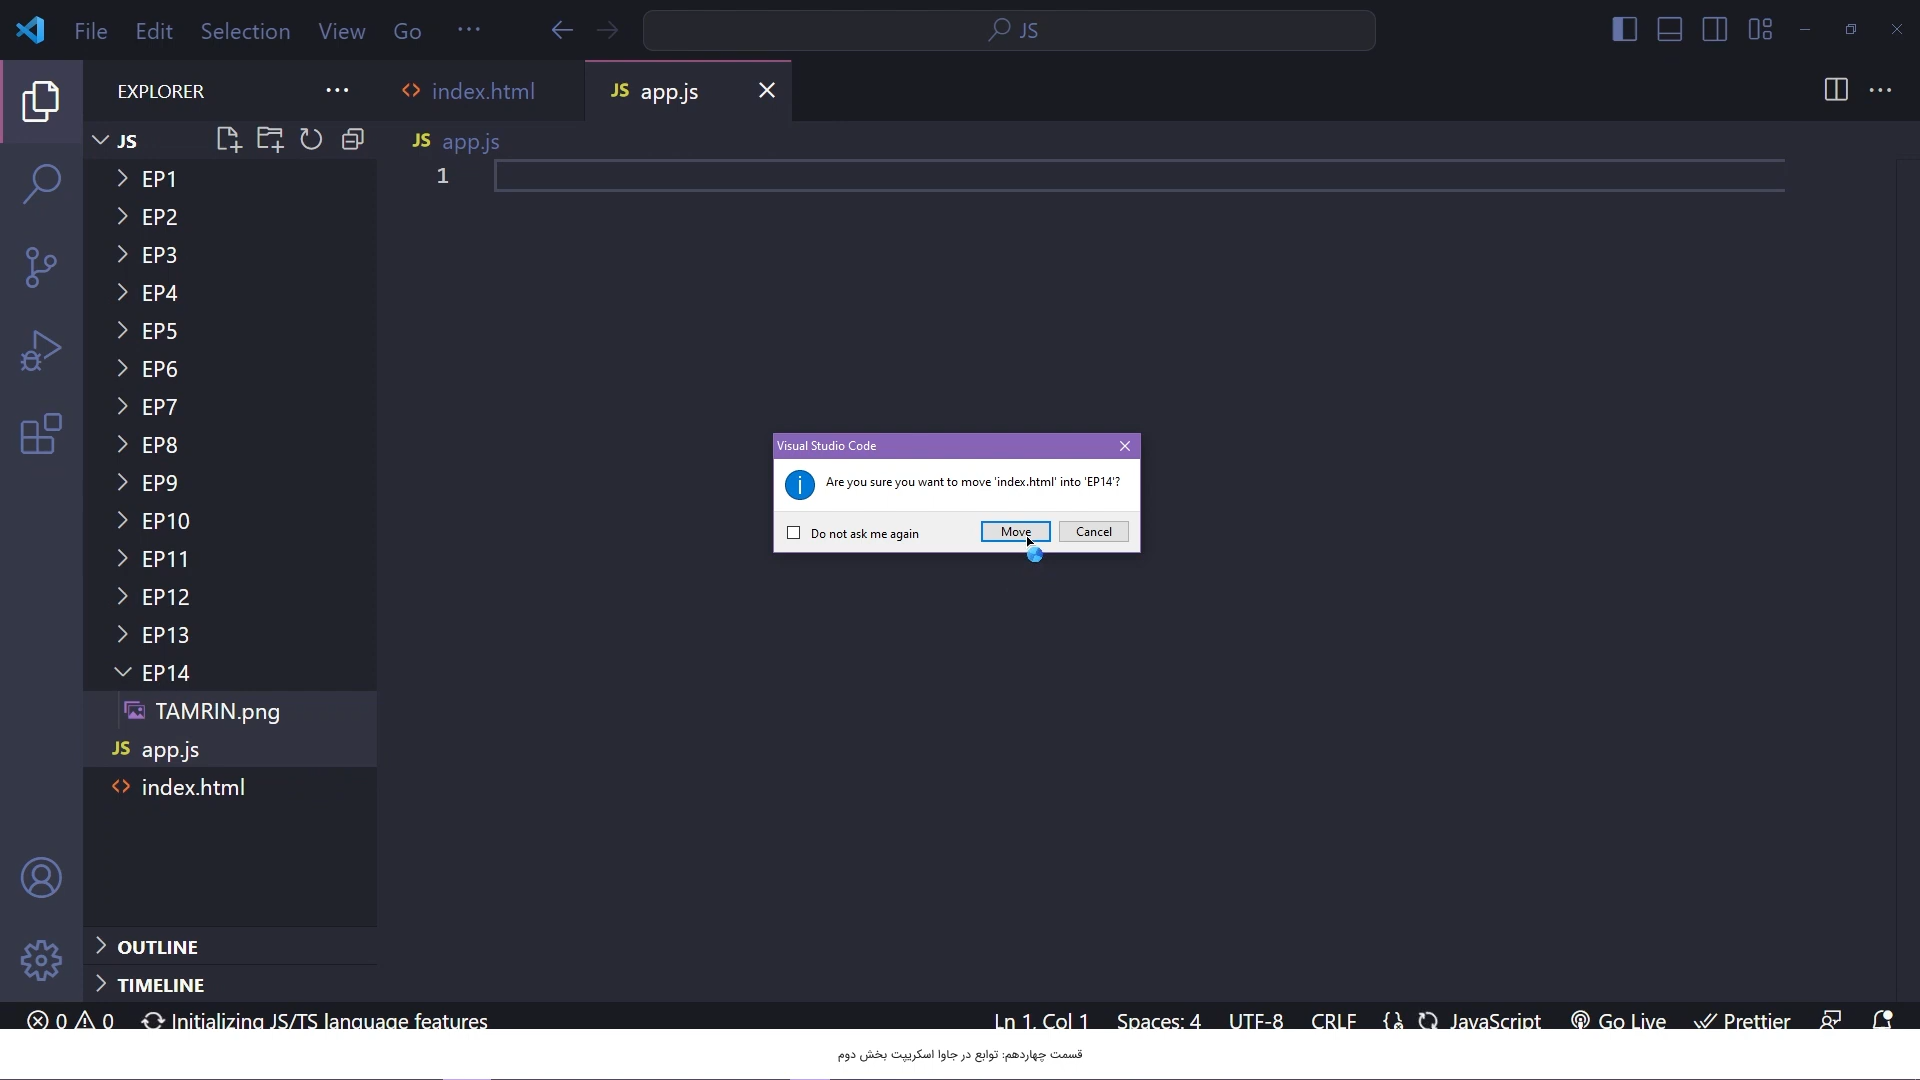 File Edit Selection View Go ...
JS
EXPLORER
index.html
JS app.js
JS
JS app.js
1
EP1
EP2
EP3
EP4
EP5
EP6
EP7
EP8
EP9
EP10
EP11
EP12
EP13
EP14
TAMRIN.png
JS app.js
index.html
Visual Studio Code
Are you sure you want to move 'index.html' into 'EP14'?
Do not ask me again
Move
Cancel
OUTLINE
TIMELINE
0 0 Initializing JS/TS language features
Ln 1, Col 1 Spaces: 4 UTF-8 CRLF JavaScript Go Live Prettier
قسمت چهاردهم: توابع در جاوا اسکریپت بخش دوم